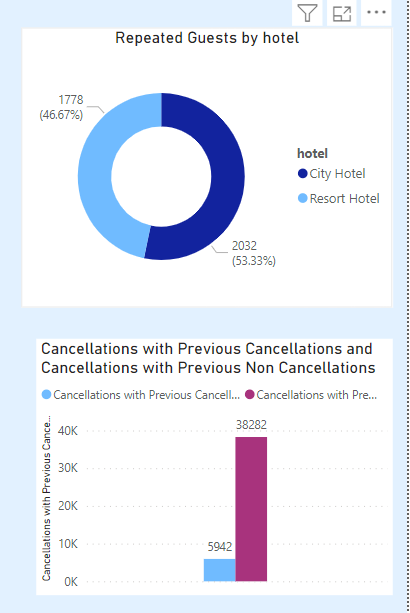 Repeated Guests by hotel
1778
(46.67%)
hotel
City Hotel
Resort Hotel
2032
(53.33%)
Cancellations with Previous Cancellations and
Cancellations with Previous Non Cancellations
Cancellations with Previous Cancell... Cancellations with Pre...
Cancellations with Previous Cance...
40K
30K
20K
10K
0K
38282
5942